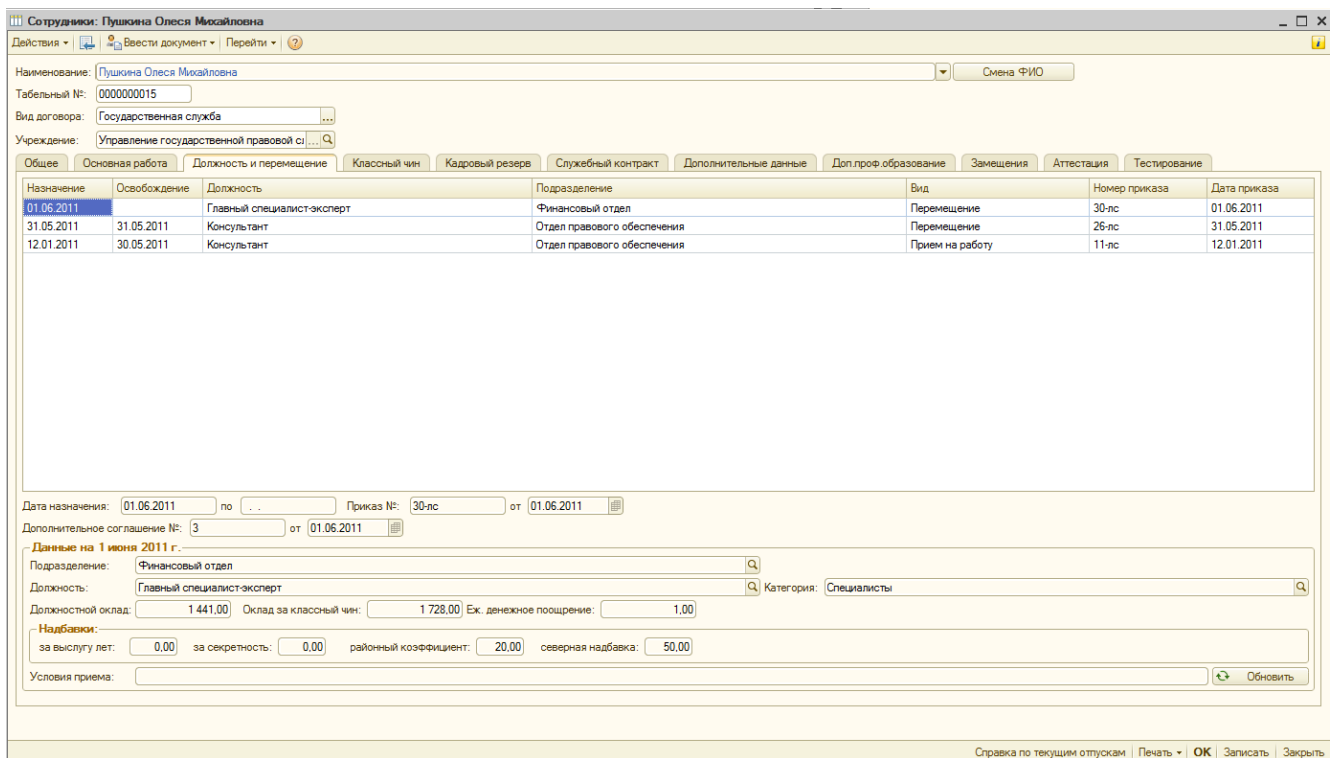 Сотрудники: Пушкина Олеся Михайловна
Действия Ввести документ Перейти ?
Наименование: Пушкина Олеся Михайловна Смена ФИО
Табельный №: 0000000015
Вид договора: Государственная служба ...
Учреждение: Управление государственной правовой сл ...
Общее Основная работа Должность и перемещение Классный чин Кадровый резерв Служебный контракт Дополнительные данные Доп.проф.образование Замещения Аттестация Тестирование
Назначение Освобождение Должность Подразделение Вид Номер приказа Дата приказа
01.06.2011 Главный специалист-эксперт Финансовый отдел Перемещение 30-лс 01.06.2011
31.05.2011 31.05.2011 Консультант Отдел правового обеспечения Перемещение 26-лс 31.05.2011
12.01.2011 30.05.2011 Консультант Отдел правового обеспечения Прием на работу 11-лс 12.01.2011
Дата назначения: 01.06.2011 по . . Приказ №: 30-лс от 01.06.2011
Дополнительное соглашение №: 3 от 01.06.2011
Данные на 1 июня 2011 г.
Подразделение: Финансовый отдел
Должность: Главный специалист-эксперт Категория: Специалисты
Должностной оклад: 1 441,00 Оклад за классный чин: 1 728,00 Еж. денежное поощрение: 1,00
Надбавки:
за выслугу лет: 0,00 за секретность: 0,00 районный коэффициент: 20,00 северная надбавка: 50,00
Условия приема: Обновить
Справка по текущим отпускам Печать OK Записать Закрыть